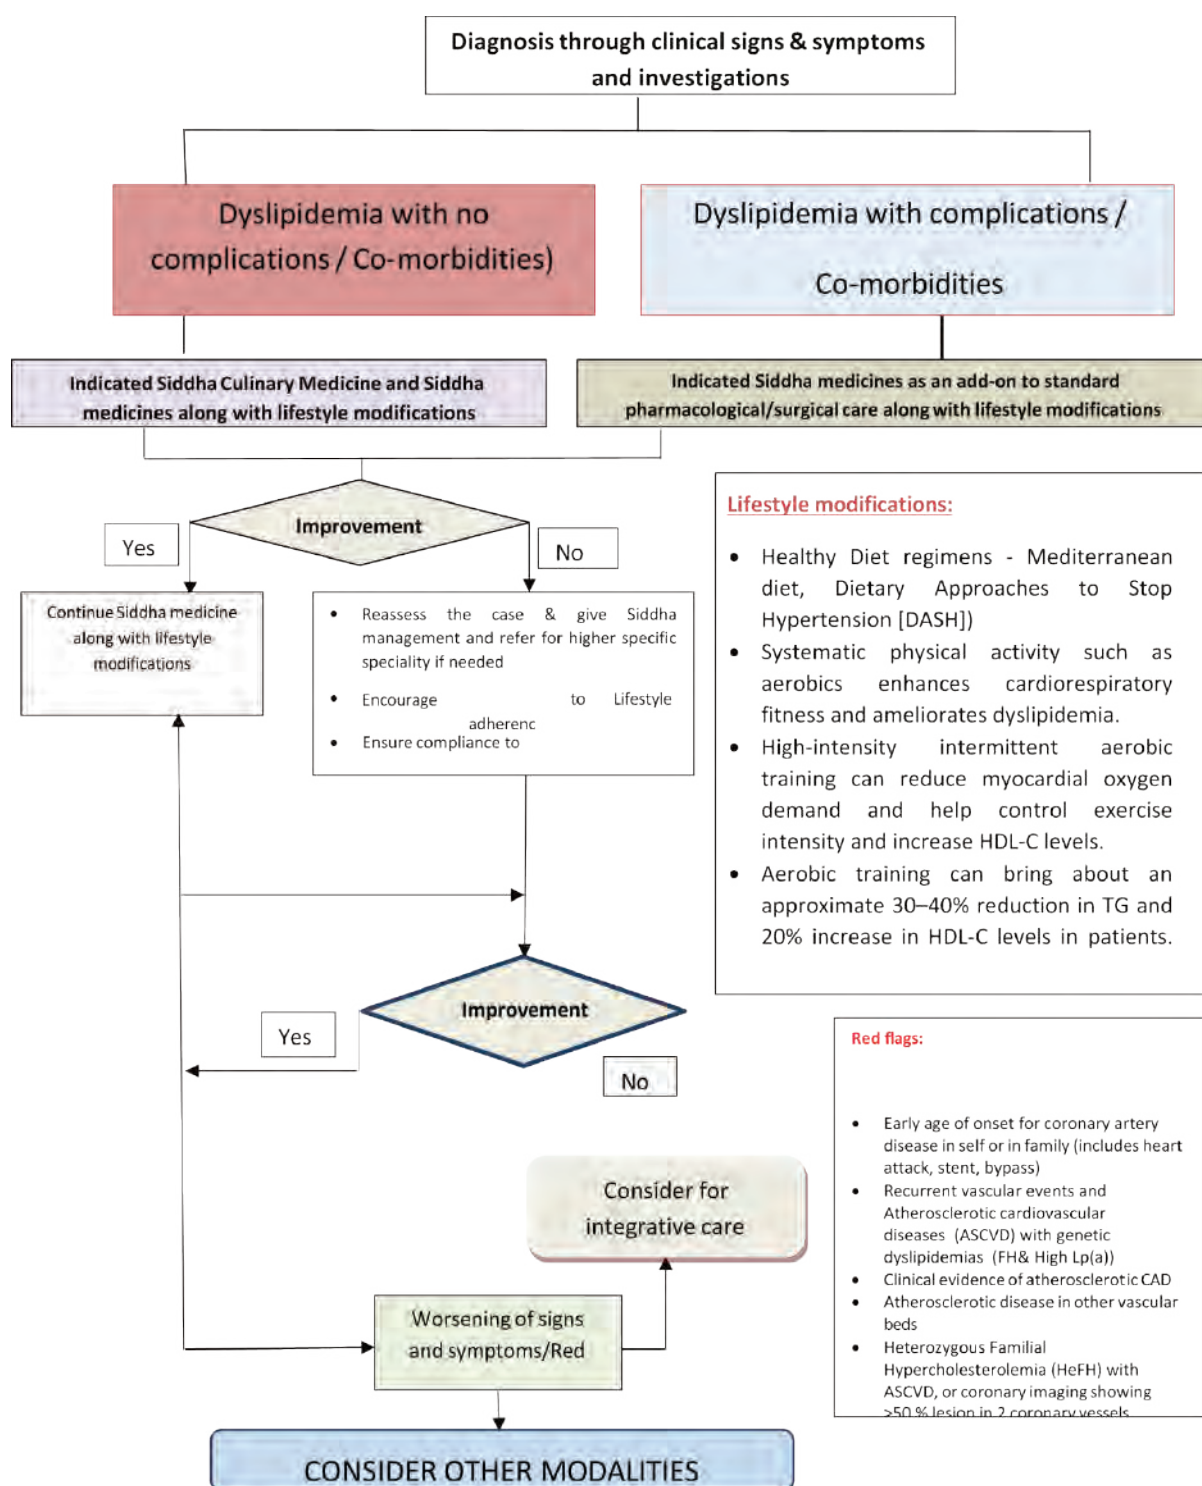 Diagnosis through clinical signs & symptoms
and investigations
Dyslipidemia with no
complications / Co-morbidities)
Dyslipidemia with complications /
Co-morbidities
Indicated Siddha Culinary Medicine and Siddha
medicines along with lifestyle modifications
Indicated Siddha medicines as an add-on to standard
pharmacological/surgical care along with lifestyle modifications
Improvement
Yes
No
Continue Siddha medicine
along with lifestyle
modifications
• Reassess the case & give Siddha
management and refer for higher specific
speciality if needed
• Encourage to Lifestyle
adherenc
• Ensure compliance to
Lifestyle modifications:
• Healthy Diet regimens - Mediterranean
diet, Dietary Approaches to Stop
Hypertension [DASH])
• Systematic physical activity such as
aerobics enhances cardiorespiratory
fitness and ameliorates dyslipidemia.
• High-intensity intermittent aerobic
training can reduce myocardial oxygen
demand and help control exercise
intensity and increase HDL-C levels.
• Aerobic training can bring about an
approximate 30–40% reduction in TG and
20% increase in HDL-C levels in patients.
Improvement
Yes
No
Consider for
integrative care
Worsening of signs
and symptoms/Red
CONSIDER OTHER MODALITIES
Red flags:
• Early age of onset for coronary artery
disease in self or in family (includes heart
attack, stent, bypass)
• Recurrent vascular events and
Atherosclerotic cardiovascular
diseases (ASCVD) with genetic
dyslipidemias (FH& High Lp(a))
• Clinical evidence of atherosclerotic CAD
• Atherosclerotic disease in other vascular
beds
• Heterozygous Familial
Hypercholesterolemia (HeFH) with
ASCVD, or coronary imaging showing
>50 % lesion in 2 coronary vessels